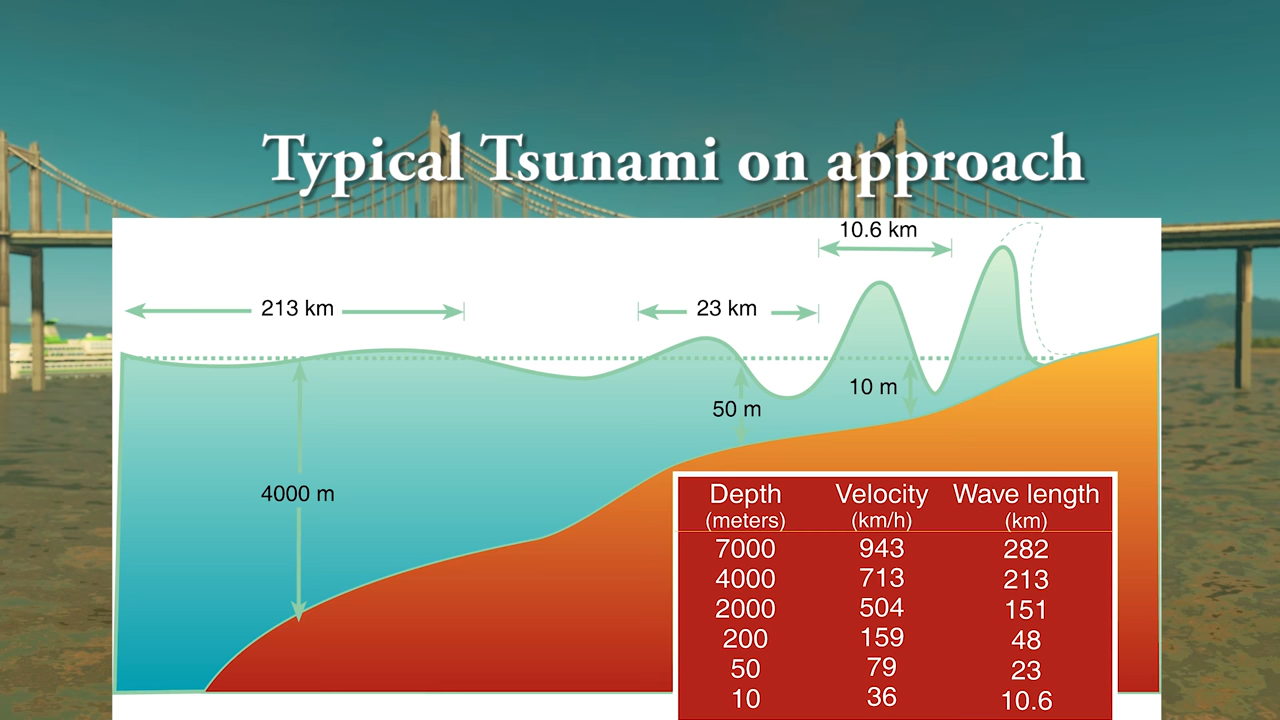 Typical Tsunami on approach
10.6 km
213 km
23 km
10 m
50 m
4000 m
Depth Velocity Wave length
(meters) (km/h) (km)
7000 943 282
4000 713 213
2000 504 151
200 159 48
50 79 23
10 36 10.6